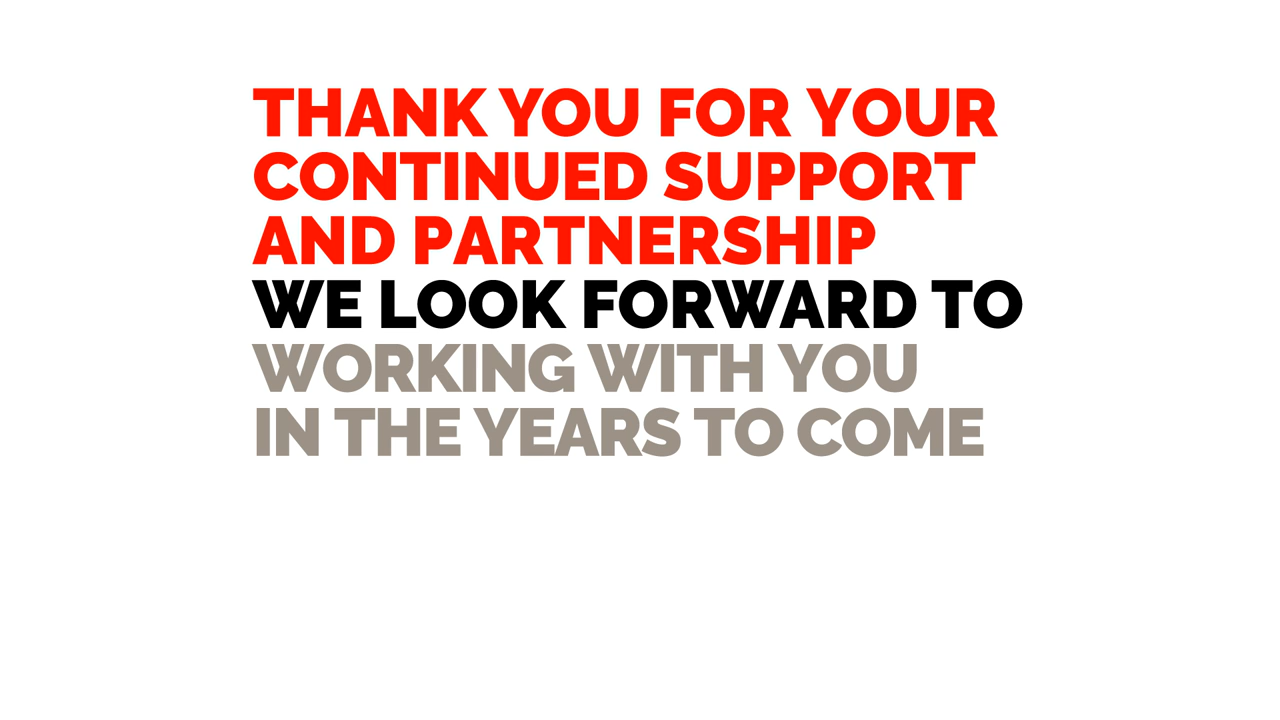 THANK YOU FOR YOUR
CONTINUED SUPPORT
AND PARTNERSHIP
WE LOOK FORWARD TO
WORKING WITH YOU
IN THE YEARS TO COME